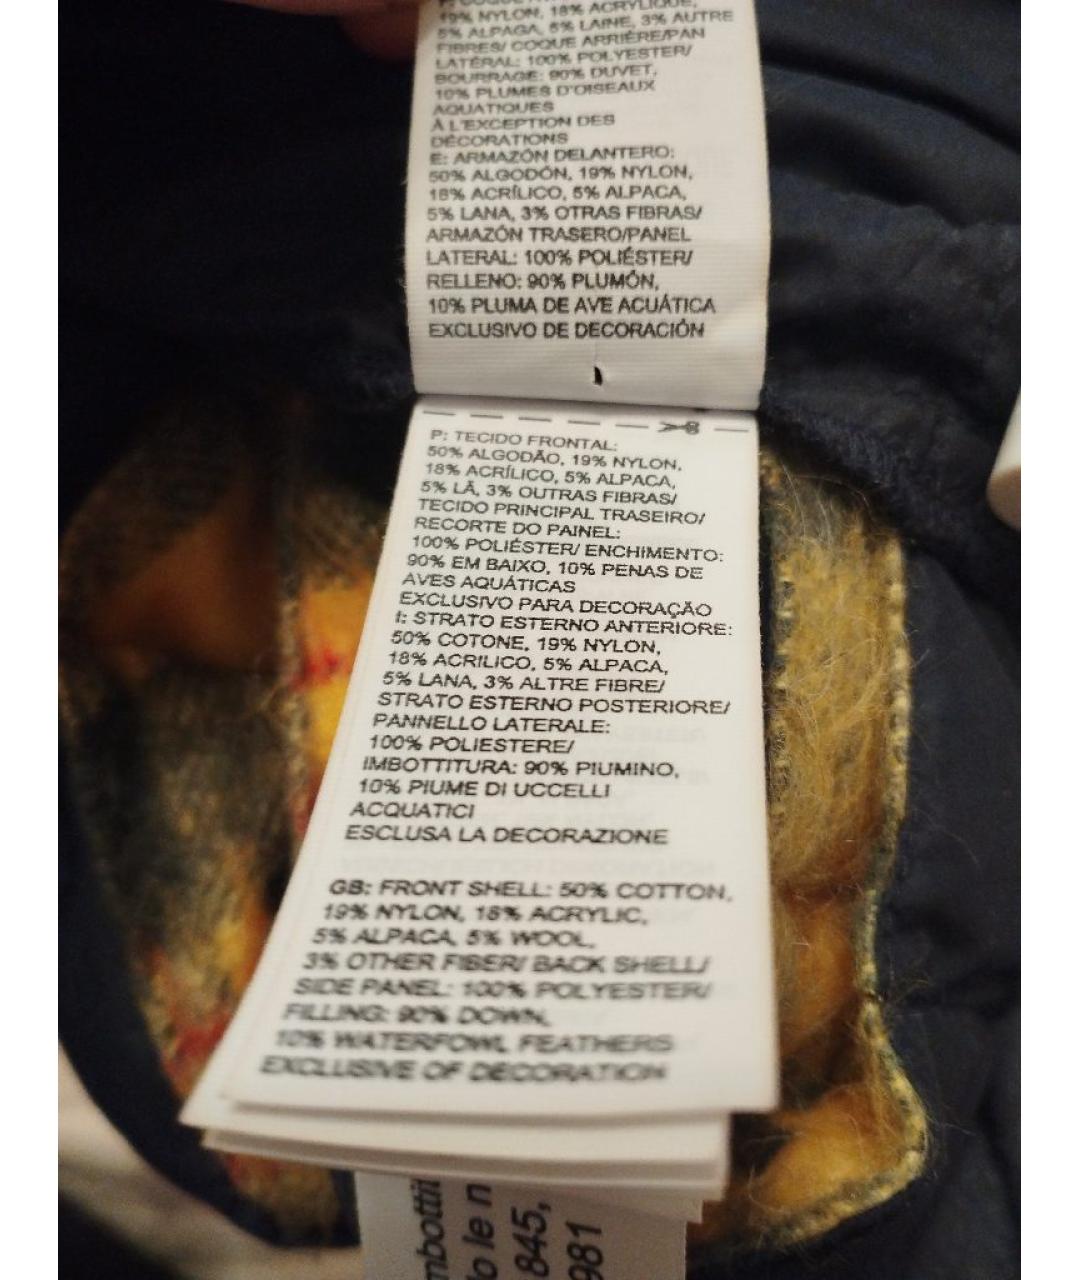 19% NYLON, 18% ACRYLIQUE,
5% ALPAGA, 5% LAINE, 3% AUTRE
FIBRES/ COQUE ARRIÈRE/PAN
LATÉRAL: 100% POLYESTER/
BOURRAGE: 90% DUVET,
10% PLUMES D'OISEAUX
AQUATIQUES
À L'EXCEPTION DES
DÉCORATIONS
E: ARMAZÓN DELANTERO:
50% ALGODÓN, 19% NYLON,
18% ACRÍLICO, 5% ALPACA,
5% LANA, 3% OTRAS FIBRAS/
ARMAZÓN TRASERO/PANEL
LATERAL: 100% POLIÉSTER/
RELLENO: 90% PLUMÓN,
10% PLUMA DE AVE ACUÁTICA
EXCLUSIVO DE DECORACIÓN
P: TECIDO FRONTAL:
50% ALGODÃO, 19% NYLON,
18% ACRÍLICO, 5% ALPACA,
5% LÃ, 3% OUTRAS FIBRAS/
TECIDO PRINCIPAL TRASEIRO/
RECORTE DO PAINEL:
100% POLIÉSTER/ ENCHIMENTO:
90% EM BAIXO, 10% PENAS DE
AVES AQUÁTICAS
EXCLUSIVO PARA DECORAÇÃO
I: STRATO ESTERNO ANTERIORE:
50% COTONE, 19% NYLON,
18% ACRILICO, 5% ALPACA,
5% LANA, 3% ALTRE FIBRE/
STRATO ESTERNO POSTERIORE/
PANNELLO LATERALE:
100% POLIESTERE/
IMBOTTITURA: 90% PIUMINO,
10% PIUME DI UCCELLI
ACQUATICI
ESCLUSA LA DECORAZIONE
GB: FRONT SHELL: 50% COTTON,
19% NYLON, 18% ACRYLIC,
5% ALPACA, 5% WOOL,
3% OTHER FIBER/ BACK SHELL/
SIDE PANEL: 100% POLYESTER/
FILLING: 90% DOWN,
10% WATERFOWL FEATHERS
EXCLUSIVE OF DECORATION
mbottit
o le n
845,
981